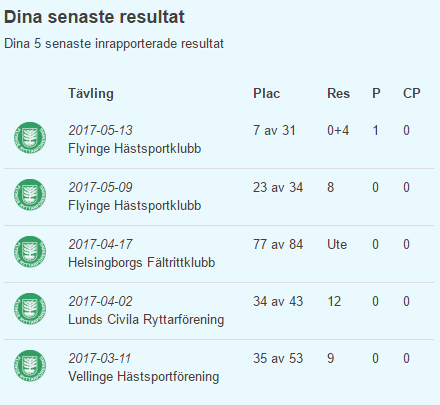 Dina senaste resultat
Dina 5 senaste inrapporterade resultat
Tävling Plac Res P CP
2017-05-13 7 av 31 0+4 1 0
Flyinge Hästsportklubb
2017-05-09 23 av 34 8 0 0
Flyinge Hästsportklubb
2017-04-17 77 av 84 Ute 0 0
Helsingborgs Fältrittklubb
2017-04-02 34 av 43 12 0 0
Lunds Civila Ryttarförening
2017-03-11 35 av 53 9 0 0
Vellinge Hästsportförening